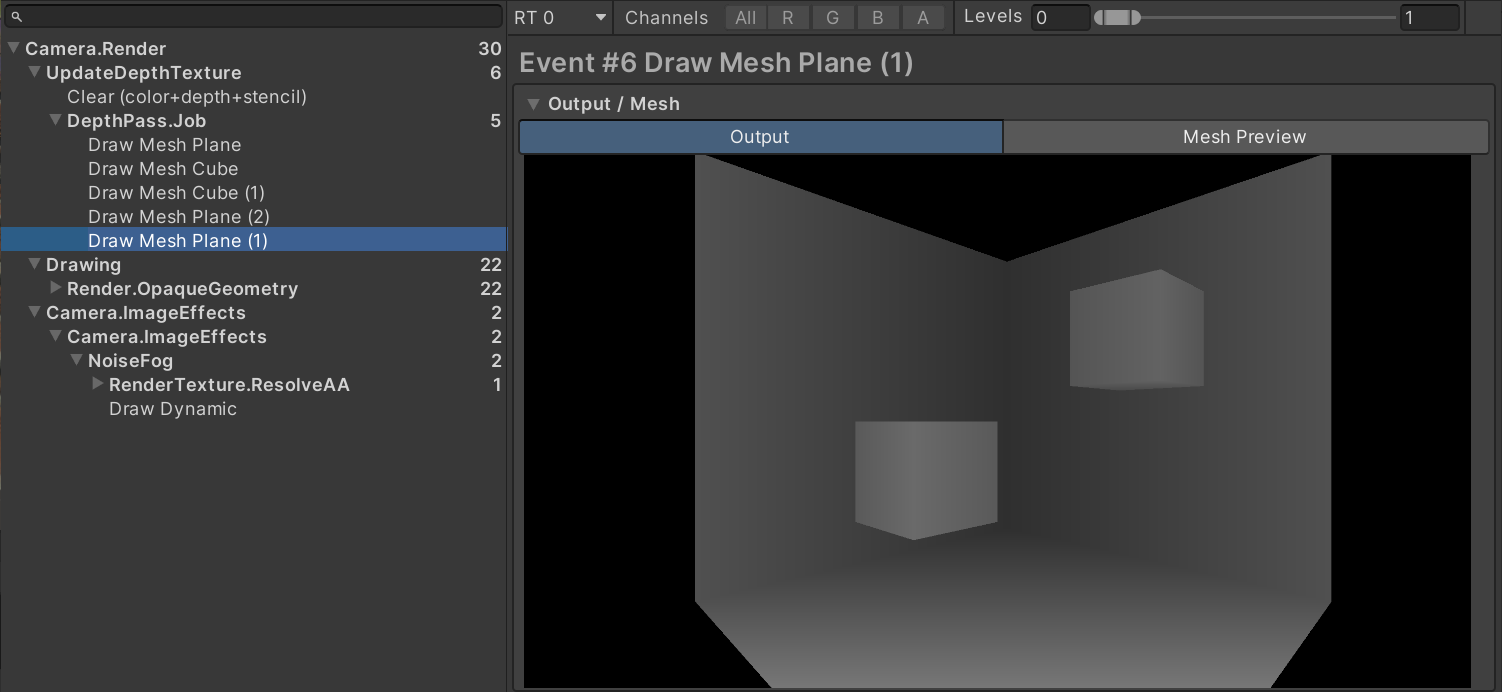 Camera.Render 30
UpdateDepthTexture 6
Clear (color+depth+stencil)
DepthPass.Job 5
Draw Mesh Plane
Draw Mesh Cube
Draw Mesh Cube (1)
Draw Mesh Plane (2)
Draw Mesh Plane (1)
Drawing 22
Render.OpaqueGeometry 22
Camera.ImageEffects 2
Camera.ImageEffects 2
NoiseFog 2
RenderTexture.ResolveAA 1
Draw Dynamic
RT 0 Channels All R G B A Levels 0 1
Event #6 Draw Mesh Plane (1)
Output / Mesh
Output Mesh Preview